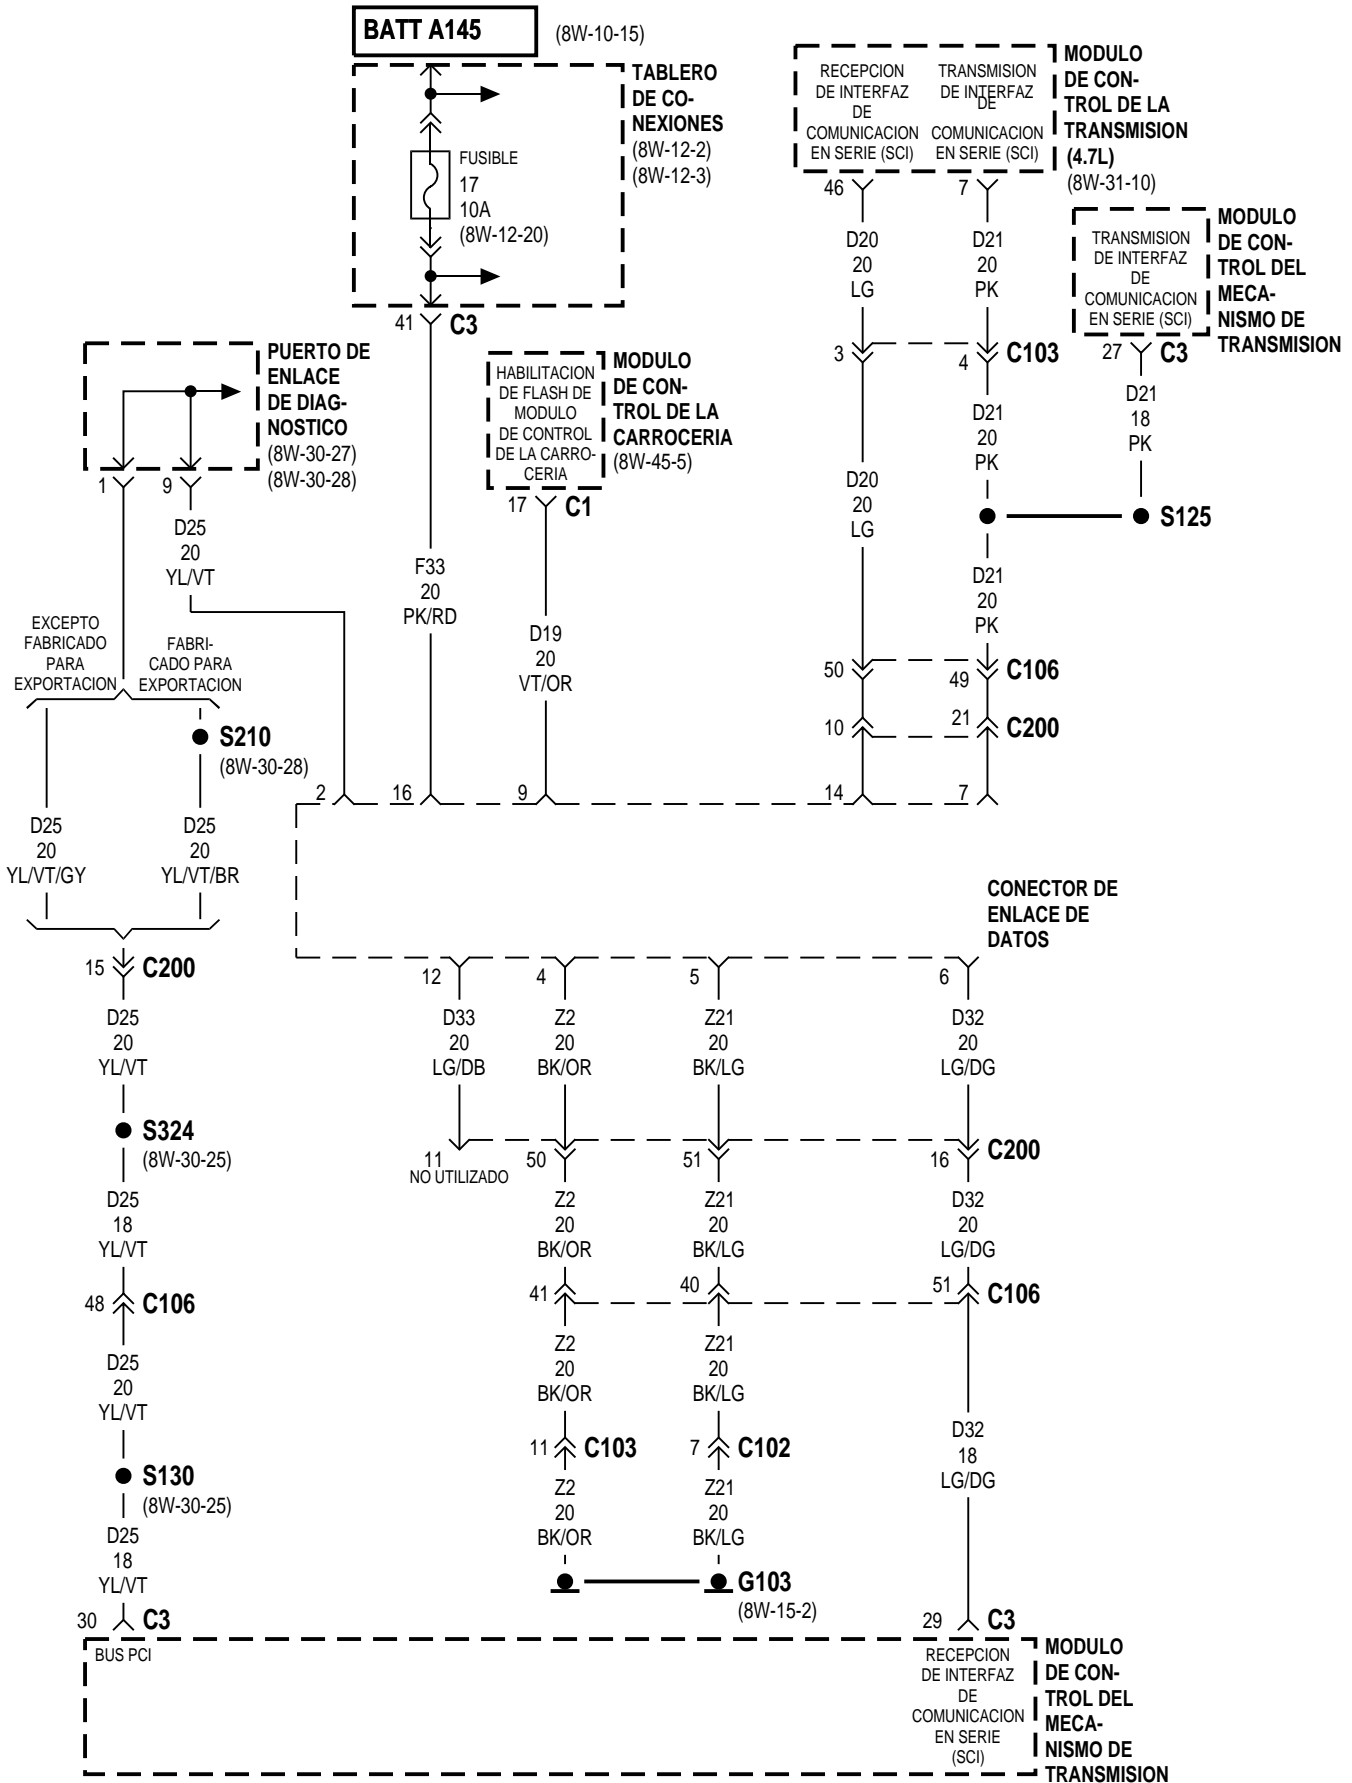 BATT A145
(8W-10-15)
TABLERO
DE CO-
NEXIONES
(8W-12-2)
(8W-12-3)
FUSIBLE
17
10A
(8W-12-20)
41
C3
RECEPCION
DE INTERFAZ
DE
COMUNICACION
EN SERIE (SCI)
TRANSMISION
DE INTERFAZ
DE
COMUNICACION
EN SERIE (SCI)
MODULO
DE CON-
TROL DE LA
TRANSMISION
(4.7L)
(8W-31-10)
46
7
D20
20
LG
D21
20
PK
TRANSMISION
DE INTERFAZ
DE
COMUNICACION
EN SERIE (SCI)
MODULO
DE CON-
TROL DEL
MECA-
NISMO DE
TRANSMISION
27
C3
3
4
C103
D21
18
PK
D21
20
PK
D20
20
LG
S125
D21
20
PK
50
49
C106
10
21
C200
PUERTO DE
ENLACE
DE DIAG-
NOSTICO
(8W-30-27)
(8W-30-28)
1
9
D25
20
YL/VT
HABILITACION
DE FLASH DE
MODULO
DE CONTROL
DE LA CARRO-
CERIA
MODULO
DE CON-
TROL DE LA
CARROCERIA
(8W-45-5)
17
C1
F33
20
PK/RD
D19
20
VT/OR
EXCEPTO
FABRICADO
PARA
EXPORTACION
FABRI-
CADO PARA
EXPORTACION
S210
(8W-30-28)
2
16
9
14
7
D25
20
YL/VT/GY
D25
20
YL/VT/BR
CONECTOR DE
ENLACE DE
DATOS
15
C200
12
4
5
6
D25
20
YL/VT
D33
20
LG/DB
Z2
20
BK/OR
Z21
20
BK/LG
D32
20
LG/DG
S324
(8W-30-25)
11
NO UTILIZADO
50
51
16
C200
D25
18
YL/VT
Z2
20
BK/OR
Z21
20
BK/LG
D32
20
LG/DG
48
C106
41
40
51
C106
D25
20
YL/VT
Z2
20
BK/OR
Z21
20
BK/LG
D32
18
LG/DG
S130
(8W-30-25)
11
C103
7
C102
D25
18
YL/VT
Z2
20
BK/OR
Z21
20
BK/LG
G103
(8W-15-2)
30
C3
29
C3
BUS PCI
RECEPCION
DE INTERFAZ
DE
COMUNICACION
EN SERIE
(SCI)
MODULO
DE CON-
TROL DEL
MECA-
NISMO DE
TRANSMISION